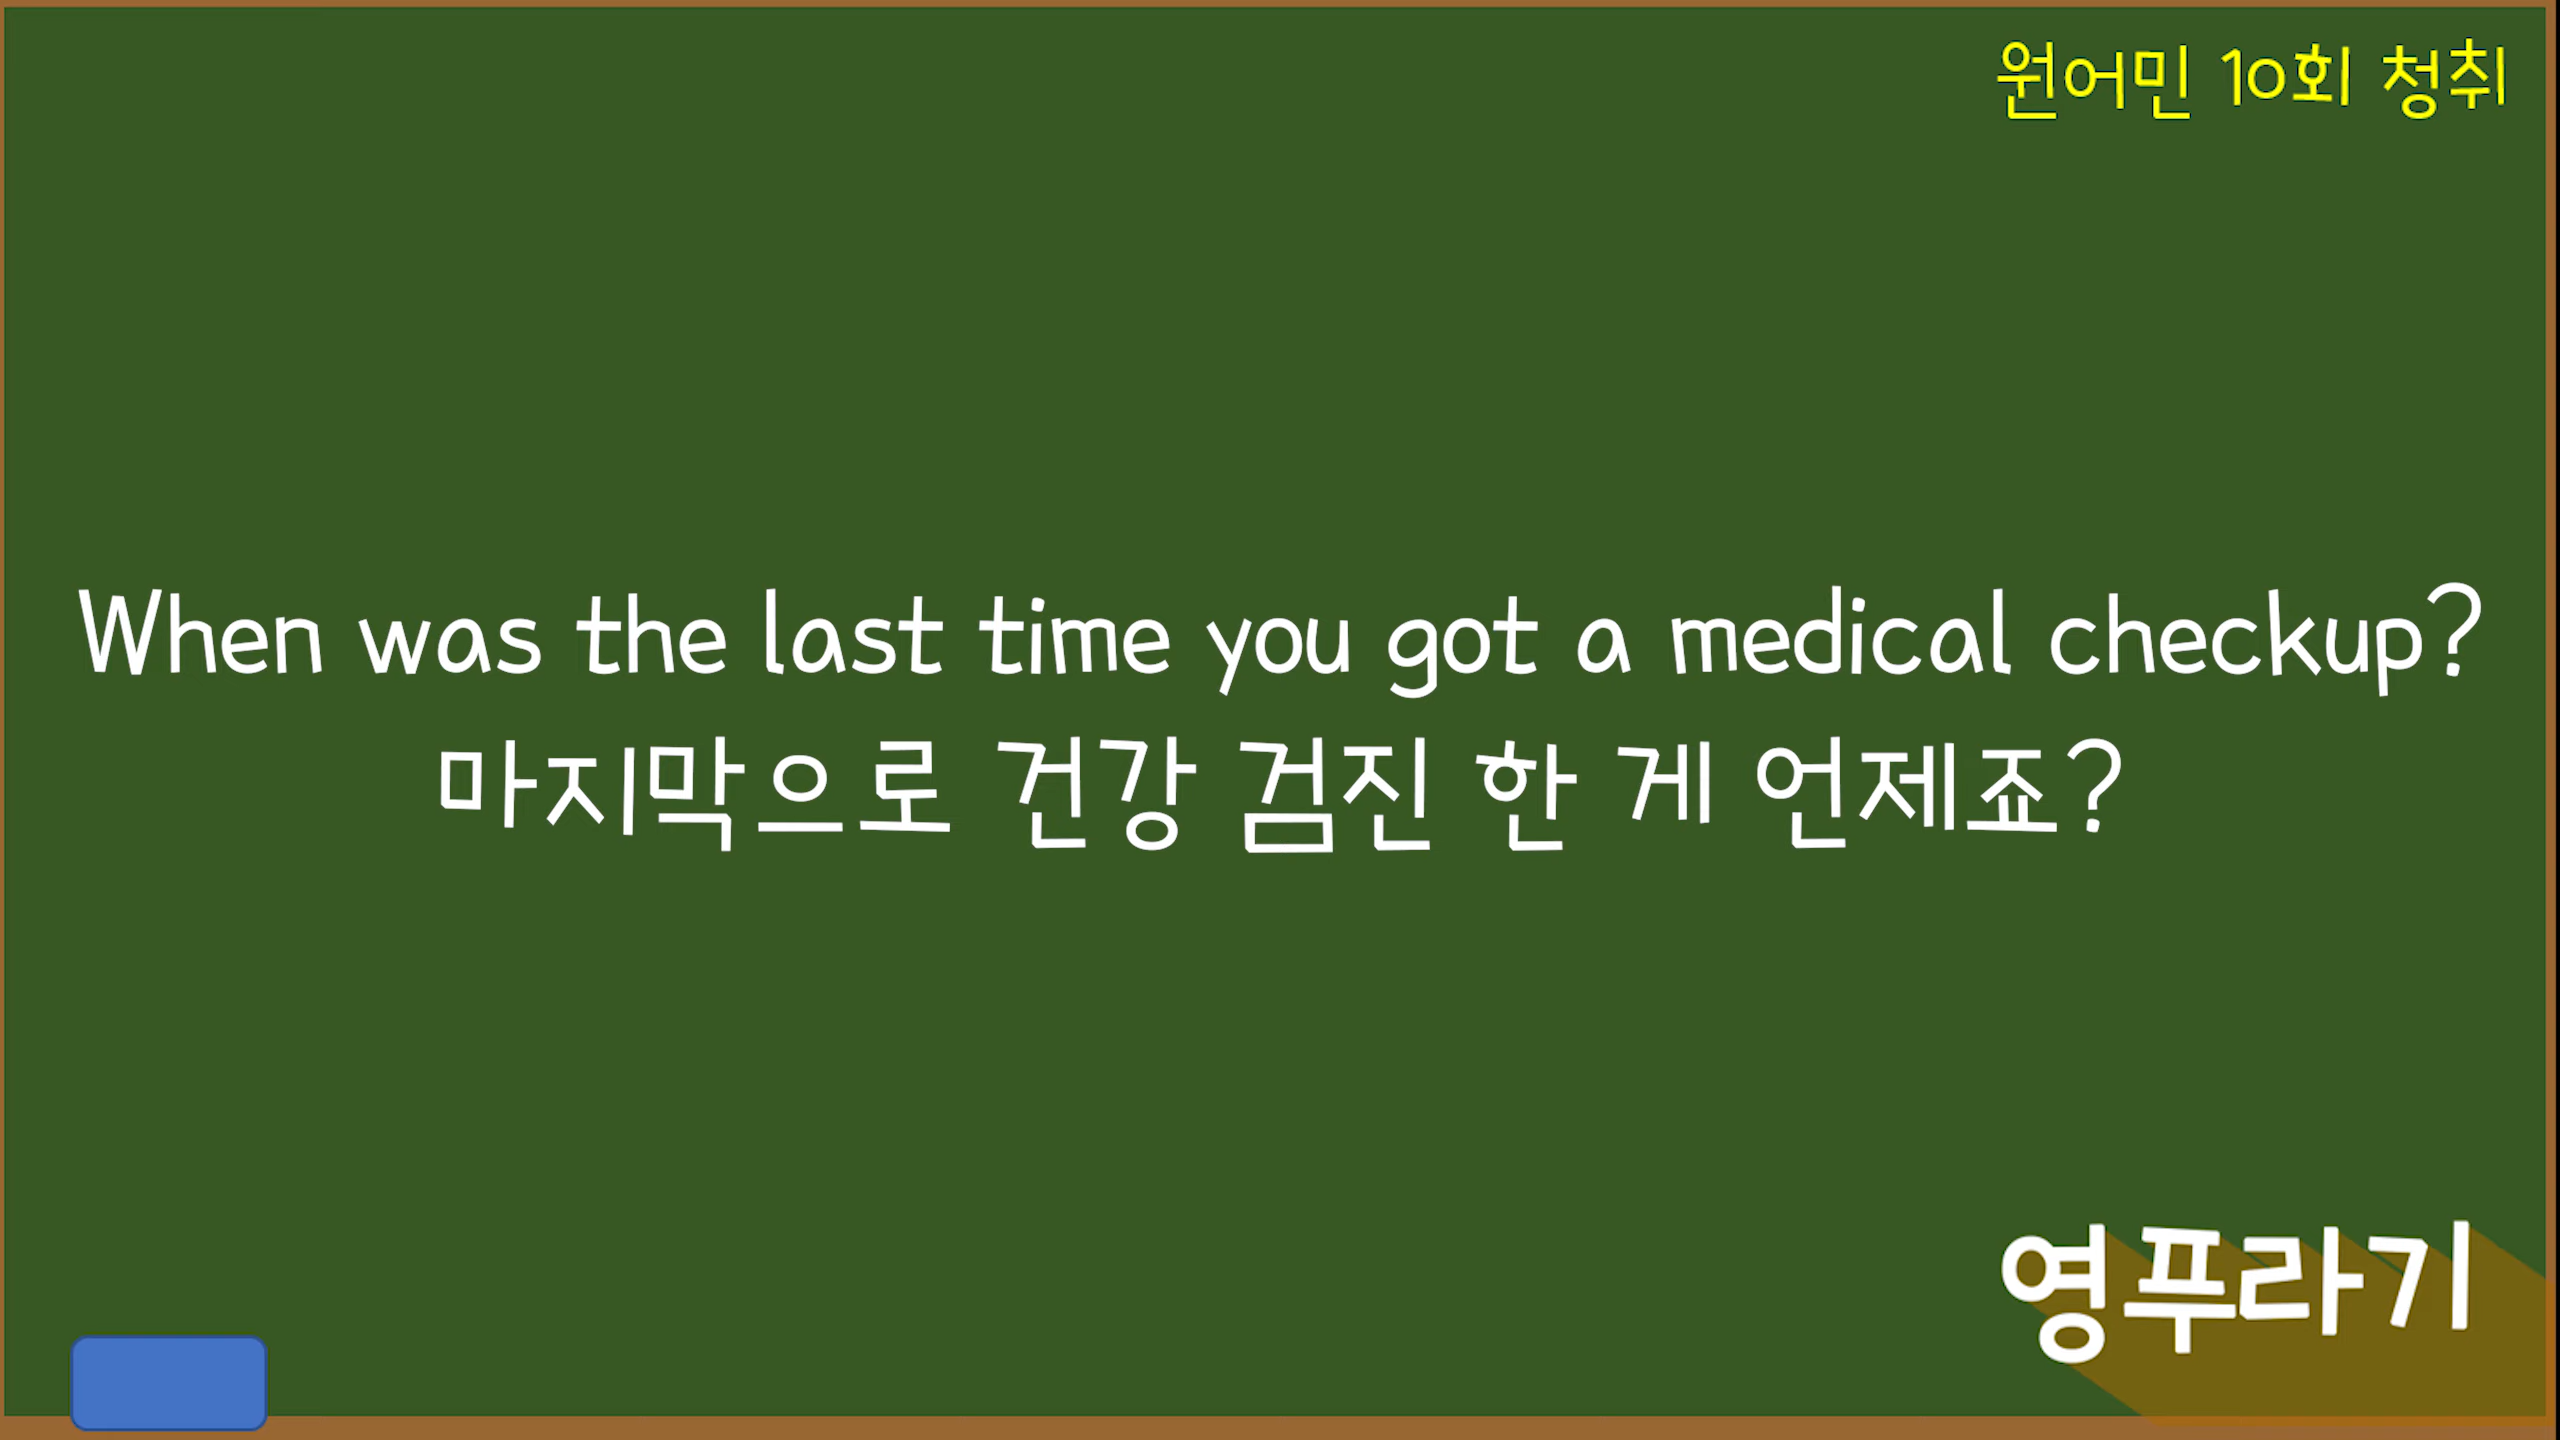 원어민 10회 청취
When was the last time you got a medical checkup?
마지막으로 건강 검진 한 게 언제죠?
영푸라기